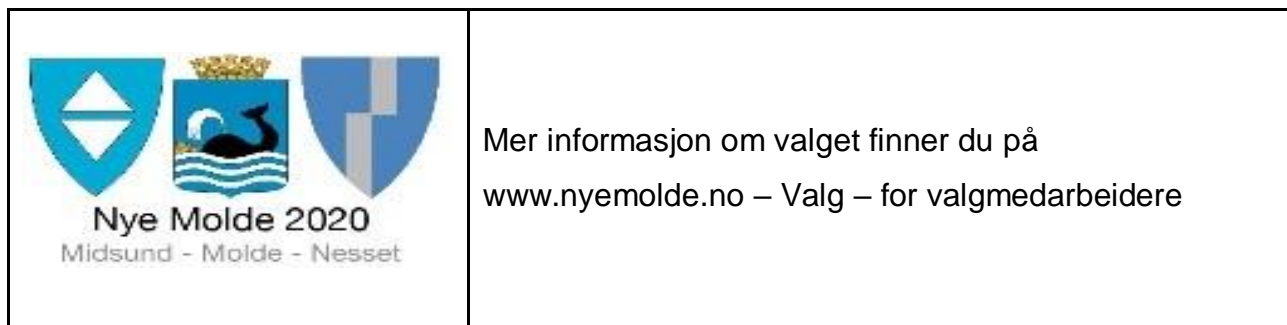 Nye Molde 2020
Midsund - Molde - Nesset
Mer informasjon om valget finner du på
www.nyemolde.no – Valg – for valgmedarbeidere